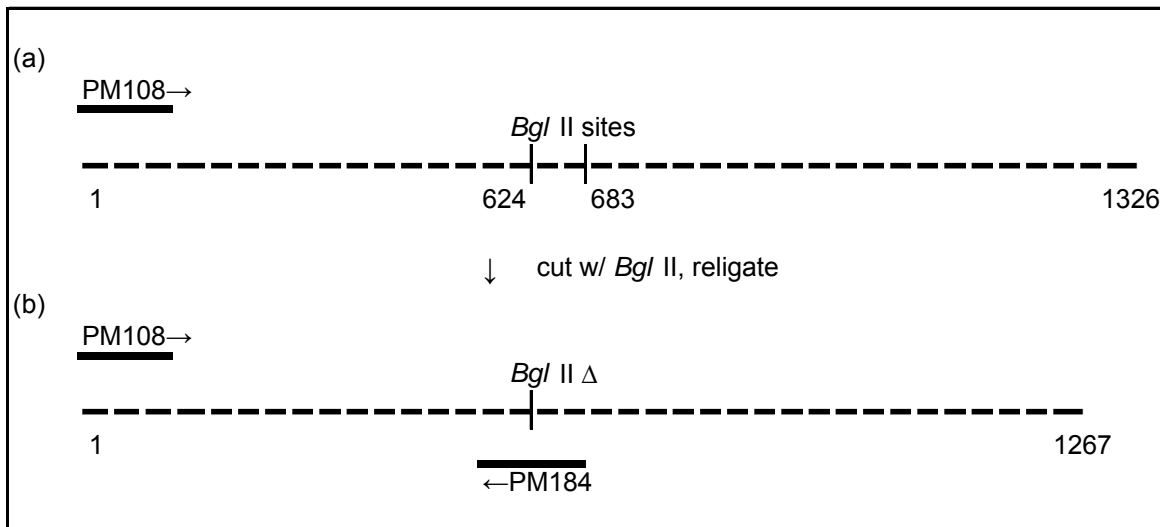 (a)
PM108→
Bgl II sites
1 624 683 1326
↓ cut w/ Bgl II, religate
(b)
PM108→
Bgl II Δ
1 1267
←PM184